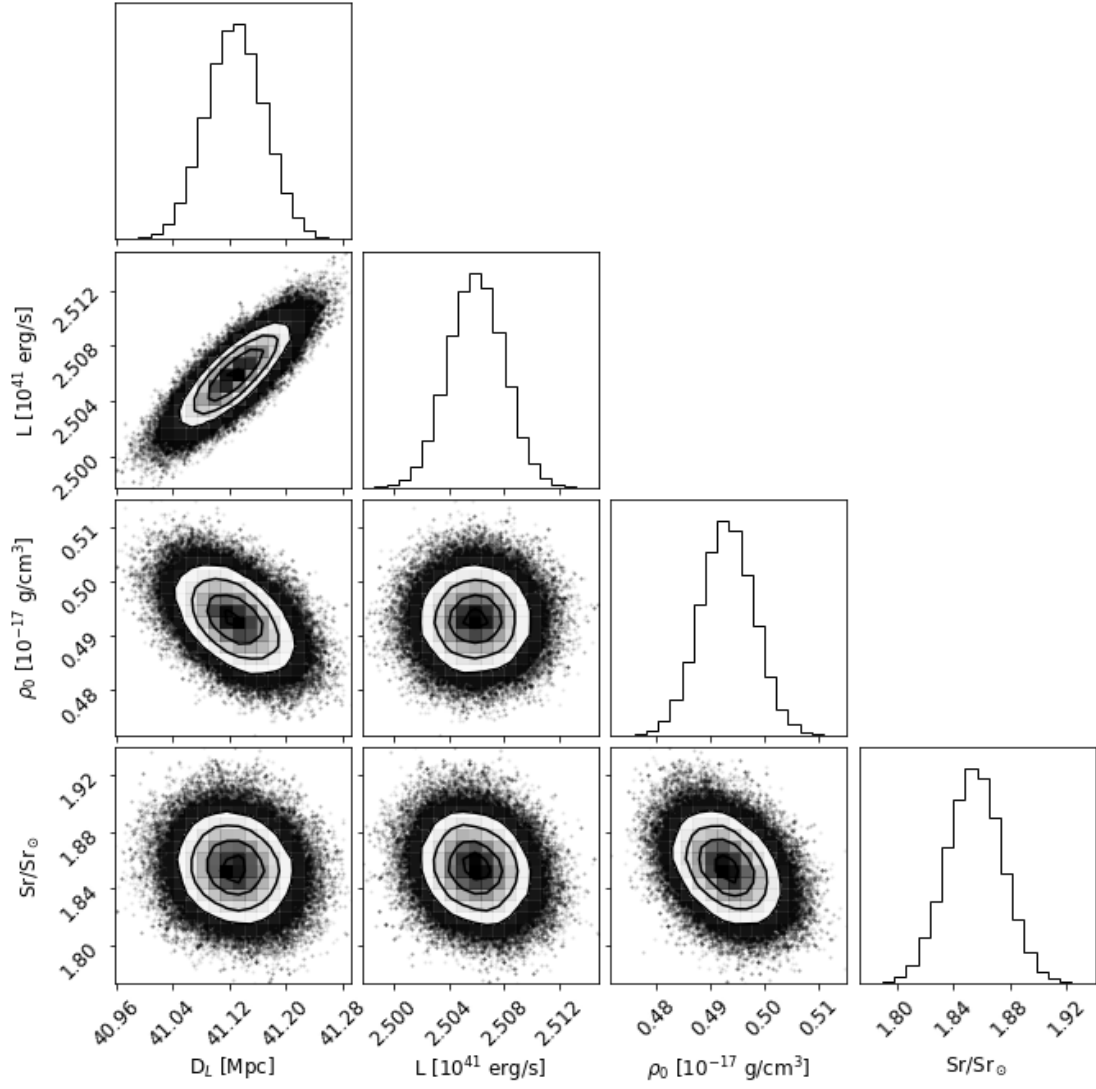 L [10⁴¹ erg/s]
2.512
2.508
2.504
2.500
ρ₀ [10⁻¹⁷ g/cm³]
0.51
0.50
0.49
0.48
Sr/Sr☉
1.92
1.88
1.84
1.80
40.96 41.04 41.12 41.20 41.28
2.500 2.504 2.508 2.512
0.48 0.49 0.50 0.51
1.80 1.84 1.88 1.92
D_L [Mpc]
L [10⁴¹ erg/s]
ρ₀ [10⁻¹⁷ g/cm³]
Sr/Sr☉